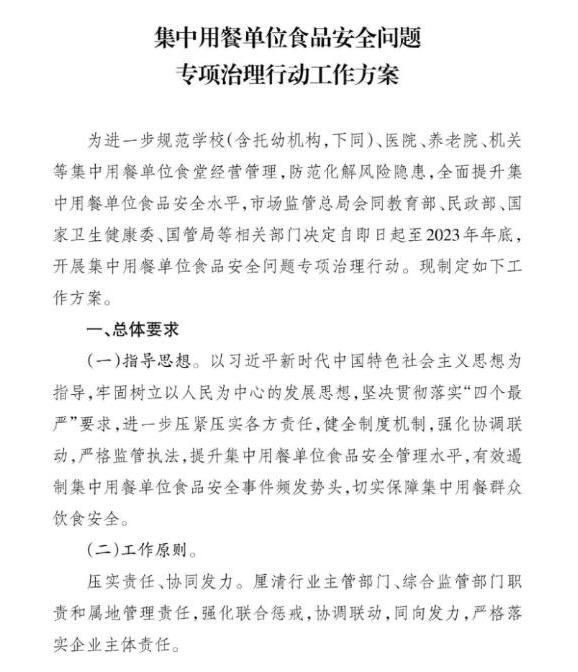 集中用餐单位食品安全问题
专项治理行动工作方案
为进一步规范学校(含托幼机构,下同)、医院、养老院、机关
等集中用餐单位食堂经营管理,防范化解风险隐患,全面提升集
中用餐单位食品安全水平,市场监管总局会同教育部、民政部、国
家卫生健康委、国管局等相关部门决定自即日起至2023年年底,
开展集中用餐单位食品安全问题专项治理行动。现制定如下工
作方案。
一、总体要求
(一)指导思想。以习近平新时代中国特色社会主义思想为
指导,牢固树立以人民为中心的发展思想,坚决贯彻落实“四个最
严”要求,进一步压紧压实各方责任,健全制度机制,强化协调联
动,严格监管执法,提升集中用餐单位食品安全管理水平,有效遏
制集中用餐单位食品安全事件频发势头,切实保障集中用餐群众
饮食安全。
(二)工作原则。
压实责任、协同发力。厘清行业主管部门、综合监管部门职
责和属地管理责任,强化联合惩戒,协调联动,同向发力,严格落
实企业主体责任。